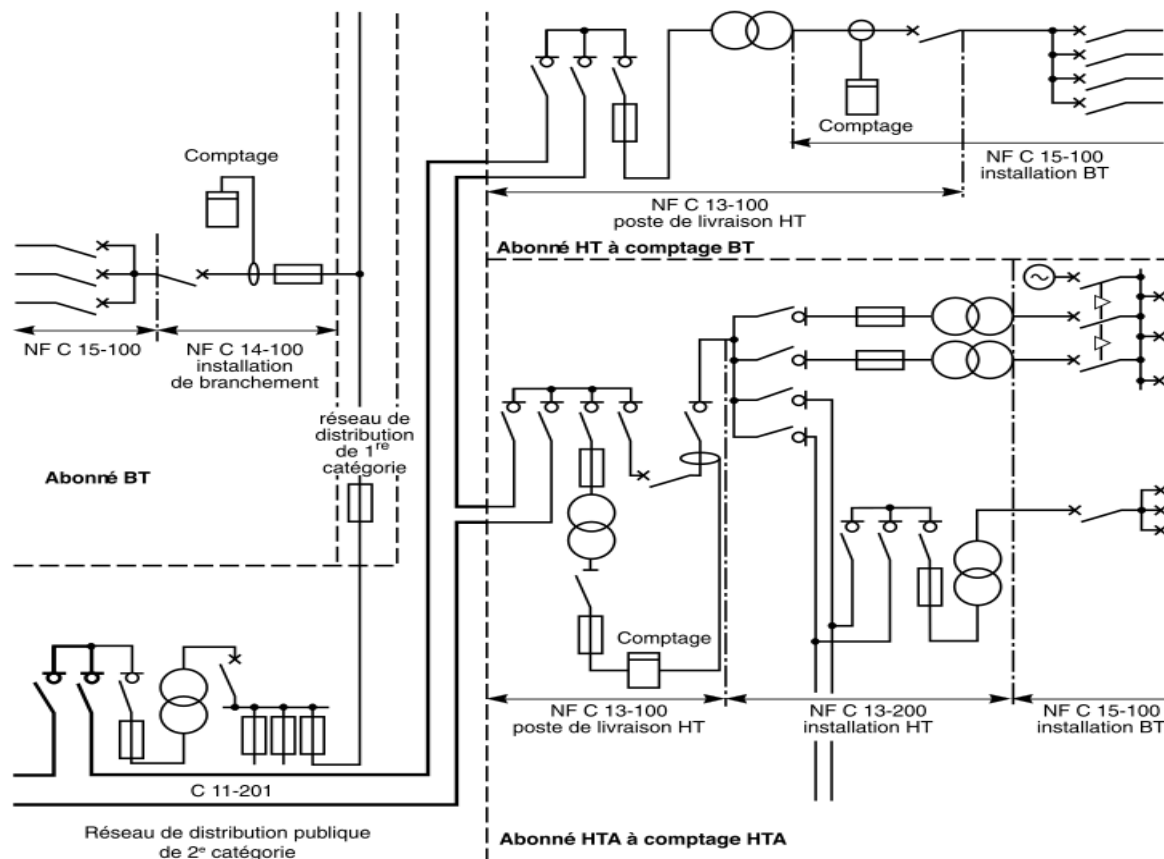 Comptage
NF C 15-100
installation BT
NF C 13-100
poste de livraison HT
Abonné HT à comptage BT
Comptage
NF C 15-100
NF C 14-100
installation
de branchement
réseau de
distribution
de 1re
catégorie
Abonné BT
Comptage
NF C 13-100
poste de livraison HT
NF C 13-200
installation HT
NF C 15-100
installation BT
C 11-201
Réseau de distribution publique
de 2e catégorie
Abonné HTA à comptage HTA